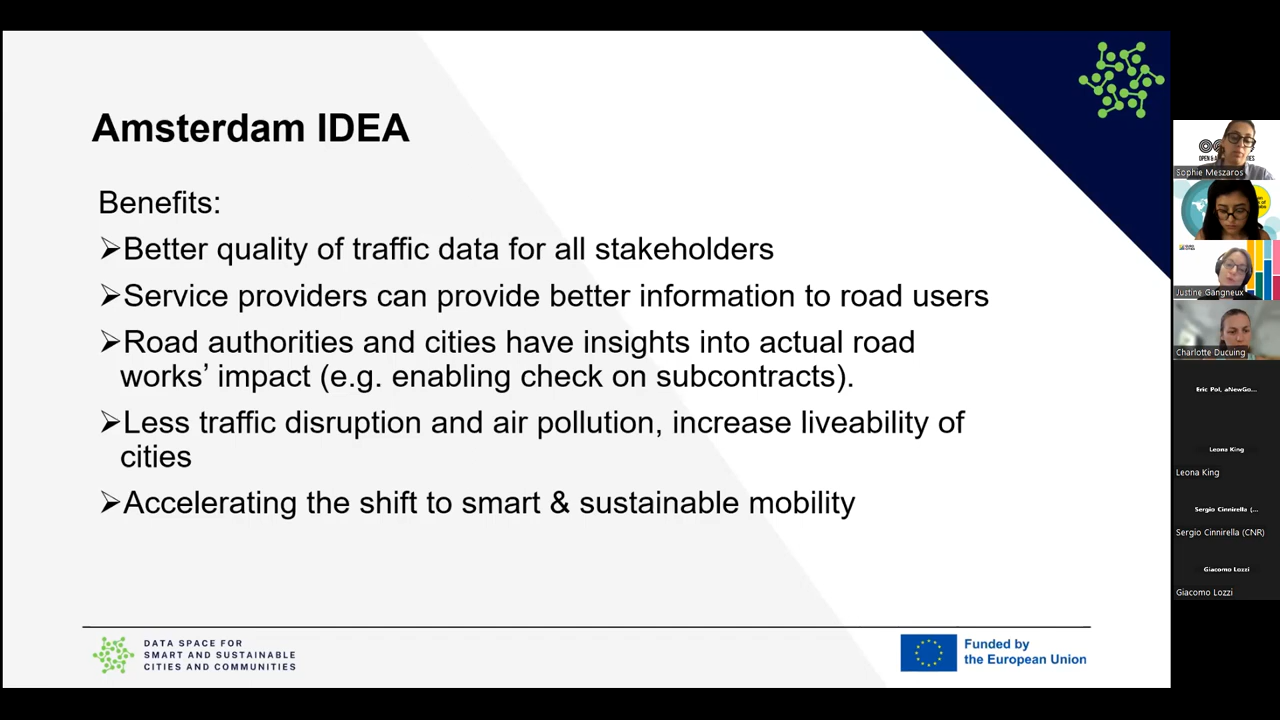 Amsterdam IDEA
Benefits:
➢Better quality of traffic data for all stakeholders
➢Service providers can provide better information to road users
➢Road authorities and cities have insights into actual road
works’ impact (e.g. enabling check on subcontracts).
➢Less traffic disruption and air pollution, increase liveability of
cities
➢Accelerating the shift to smart & sustainable mobility
DATA SPACE FOR
SMART AND SUSTAINABLE
CITIES AND COMMUNITIES
Funded by
the European Union
Sophie Meszaros
Justine Gangneux
Charlotte Ducuing
Eric Pol, aNewGo...
Leona King
Leona King
Sergio Cinnirella (...
Sergio Cinnirella (CNR)
Giacomo Lozzi
Giacomo Lozzi